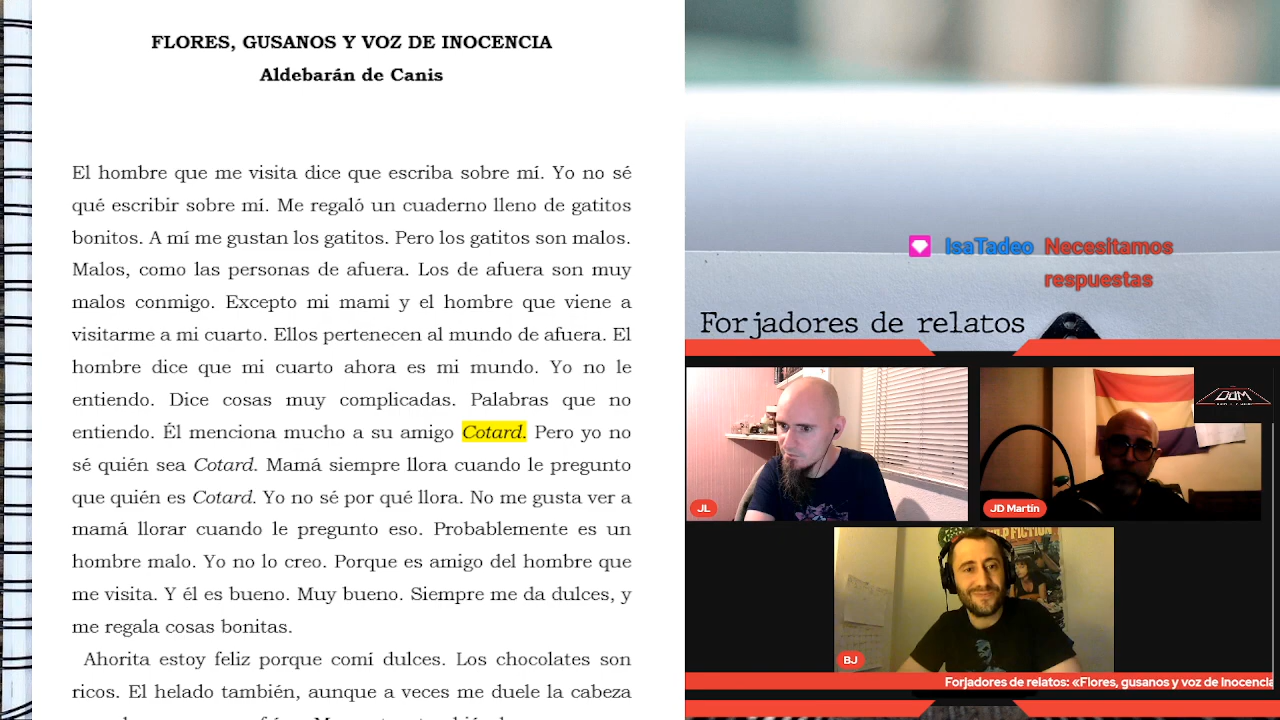 FLORES, GUSANOS Y VOZ DE INOCENCIA
Aldebarán de Canis
El hombre que me visita dice que escriba sobre mí. Yo no sé
qué escribir sobre mí. Me regaló un cuaderno lleno de gatitos
bonitos. A mí me gustan los gatitos. Pero los gatitos son malos.
Malos, como las personas de afuera. Los de afuera son muy
malos conmigo. Excepto mi mami y el hombre que viene a
visitarme a mi cuarto. Ellos pertenecen al mundo de afuera. El
hombre dice que mi cuarto ahora es mi mundo. Yo no le
entiendo. Dice cosas muy complicadas. Palabras que no
entiendo. Él menciona mucho a su amigo Cotard. Pero yo no
sé quién sea Cotard. Mamá siempre llora cuando le pregunto
que quién es Cotard. Yo no sé por qué llora. No me gusta ver a
mamá llorar cuando le pregunto eso. Probablemente es un
hombre malo. Yo no lo creo. Porque es amigo del hombre que
me visita. Y él es bueno. Muy bueno. Siempre me da dulces, y
me regala cosas bonitas.
Ahorita estoy feliz porque comí dulces. Los chocolates son
ricos. El helado también, aunque a veces me duele la cabeza
IsaTadeo Necesitamos
respuestas
Forjadores de relatos
JL
JD Martín
BJ
Forjadores de relatos: «Flores, gusanos y voz de inocencia